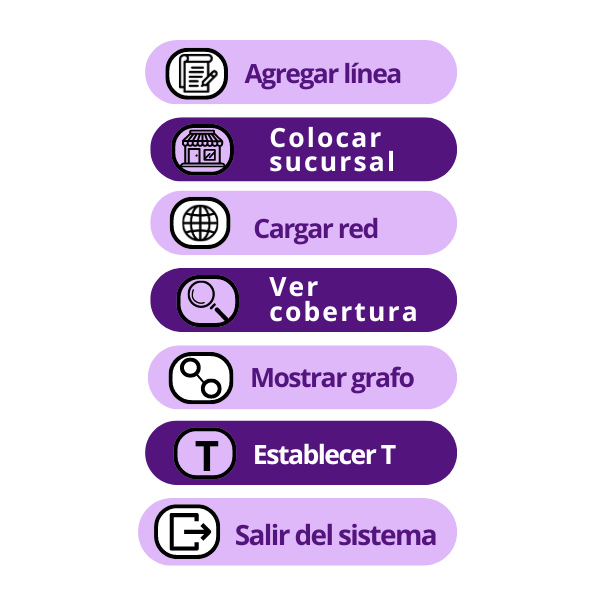 Agregar línea
Colocar
sucursal
Cargar red
Ver
cobertura
Mostrar grafo
T
Establecer T
Salir del sistema